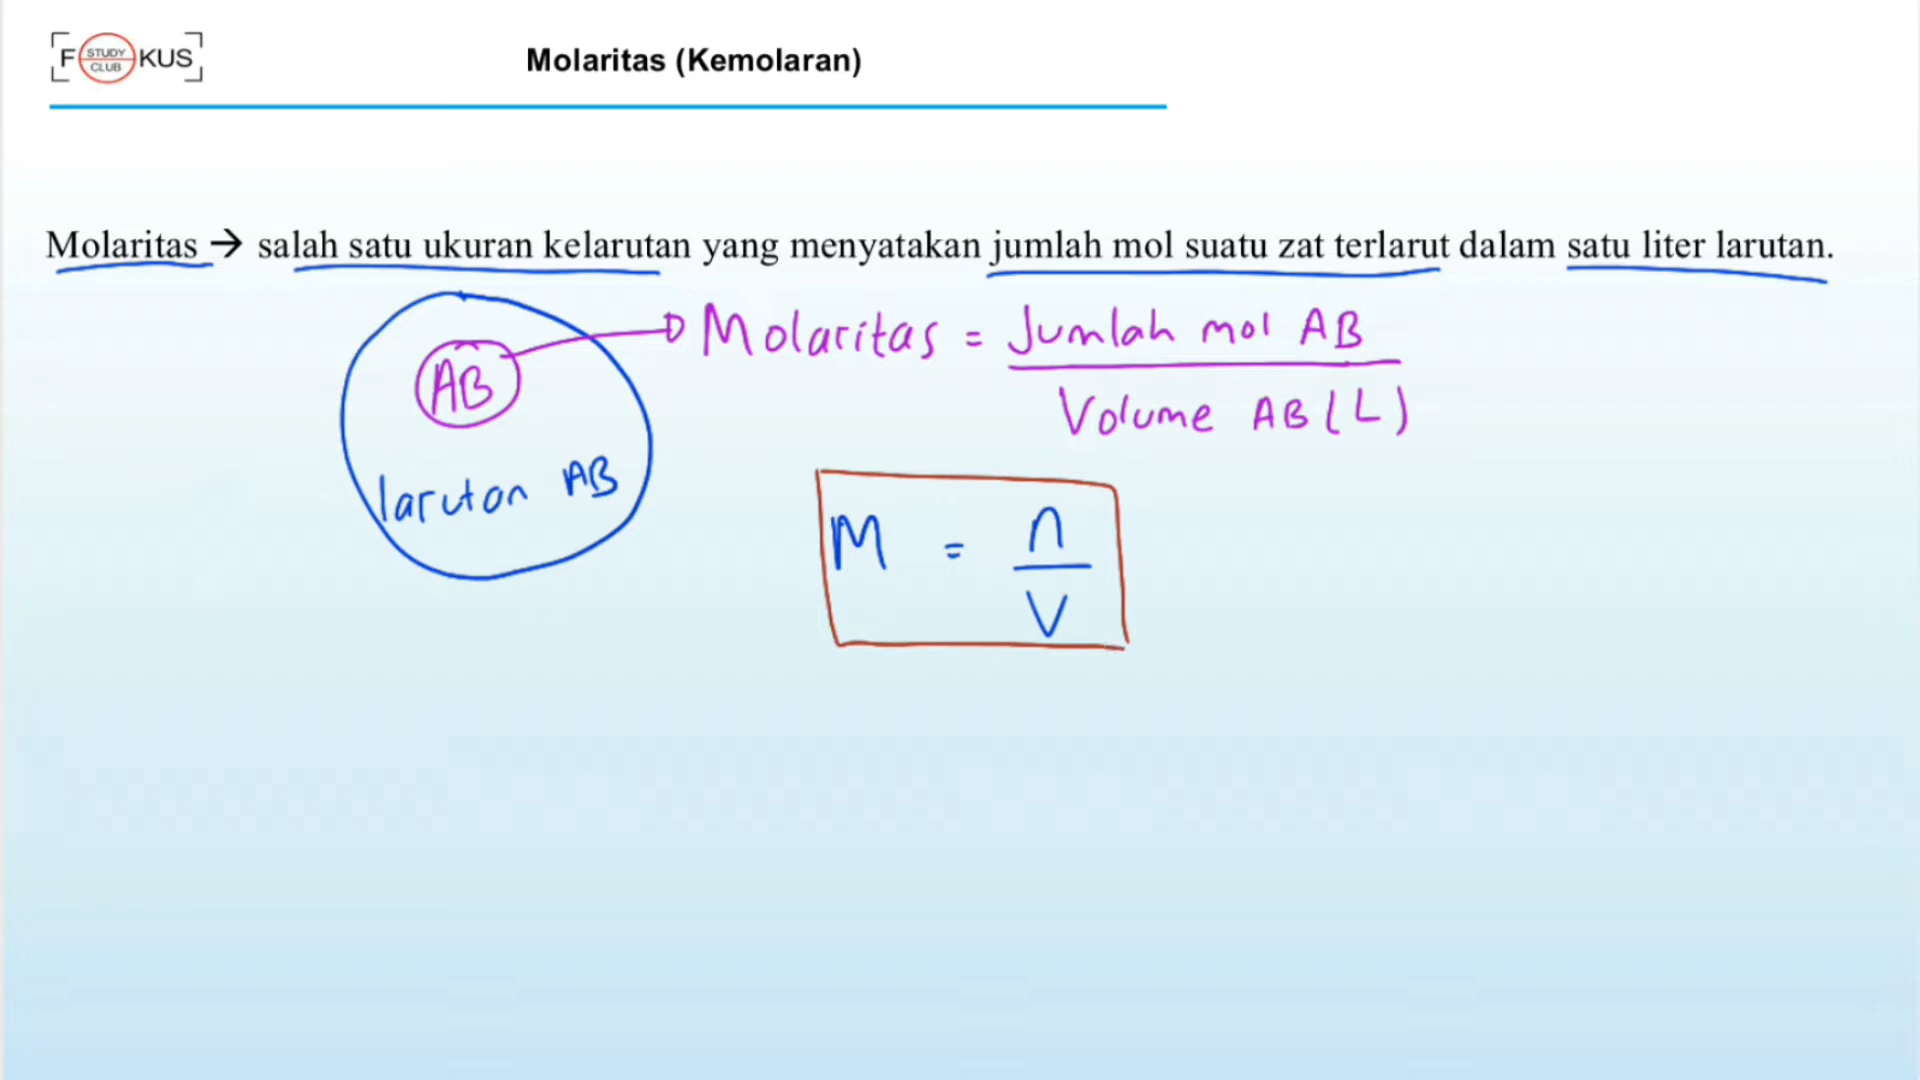 FOKUS
STUDY
CLUB
Molaritas (Kemolaran)
Molaritas → salah satu ukuran kelarutan yang menyatakan jumlah mol suatu zat terlarut dalam satu liter larutan.
AB
larutan AB
Molaritas = Jumlah mol AB
Volume AB (L)
M = n
V